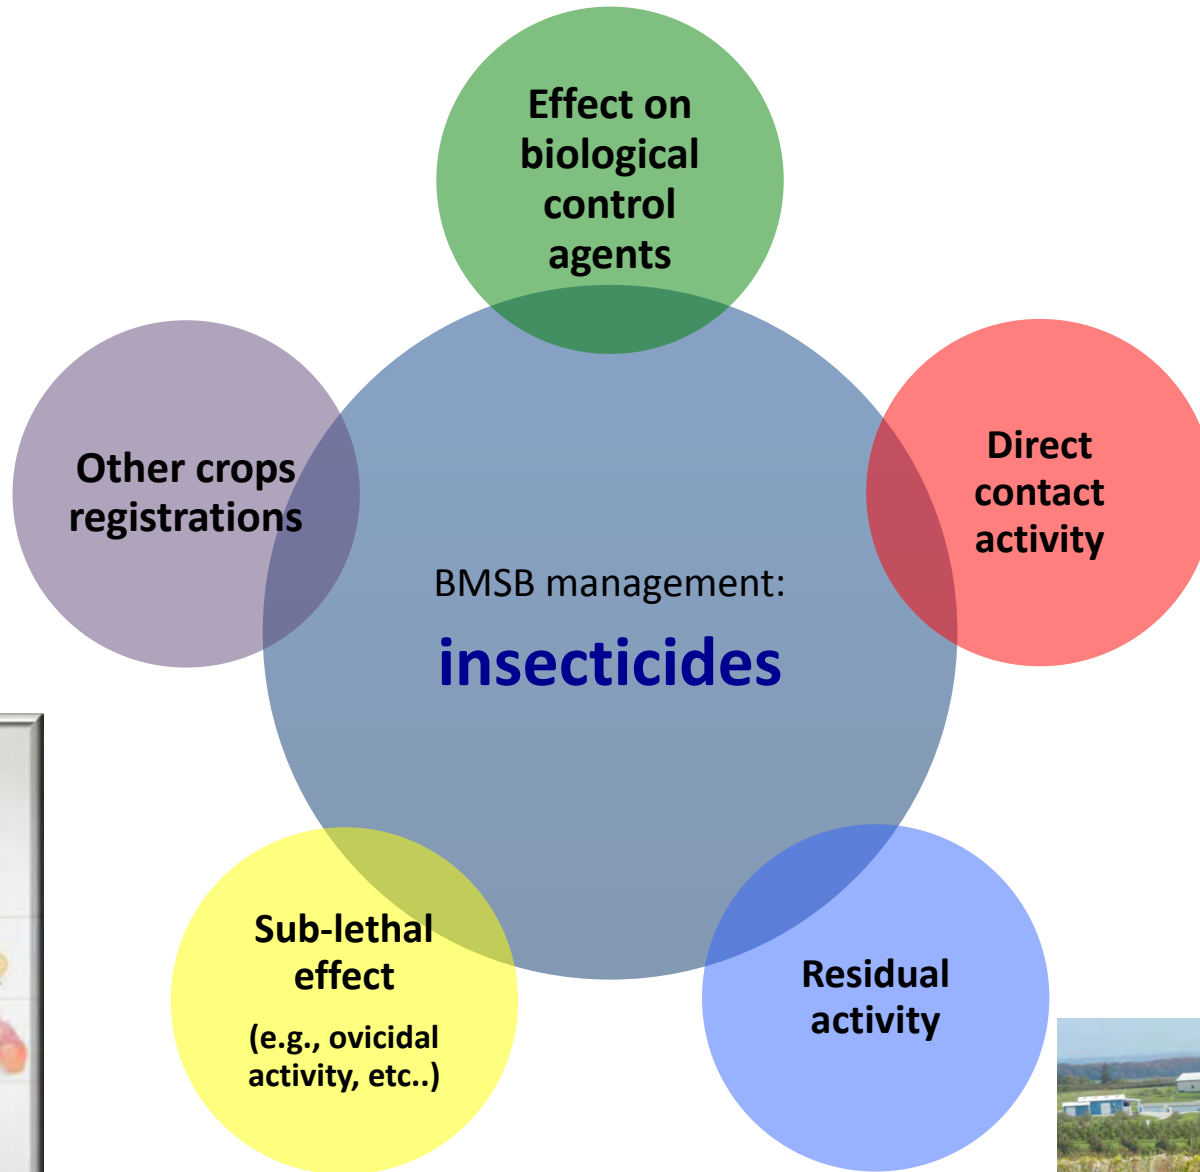 Effect on
biological
control
agents
Other crops
registrations
Direct
contact
activity
BMSB management:
insecticides
Sub-lethal
effect
(e.g., ovicidal
activity, etc..)
Residual
activity